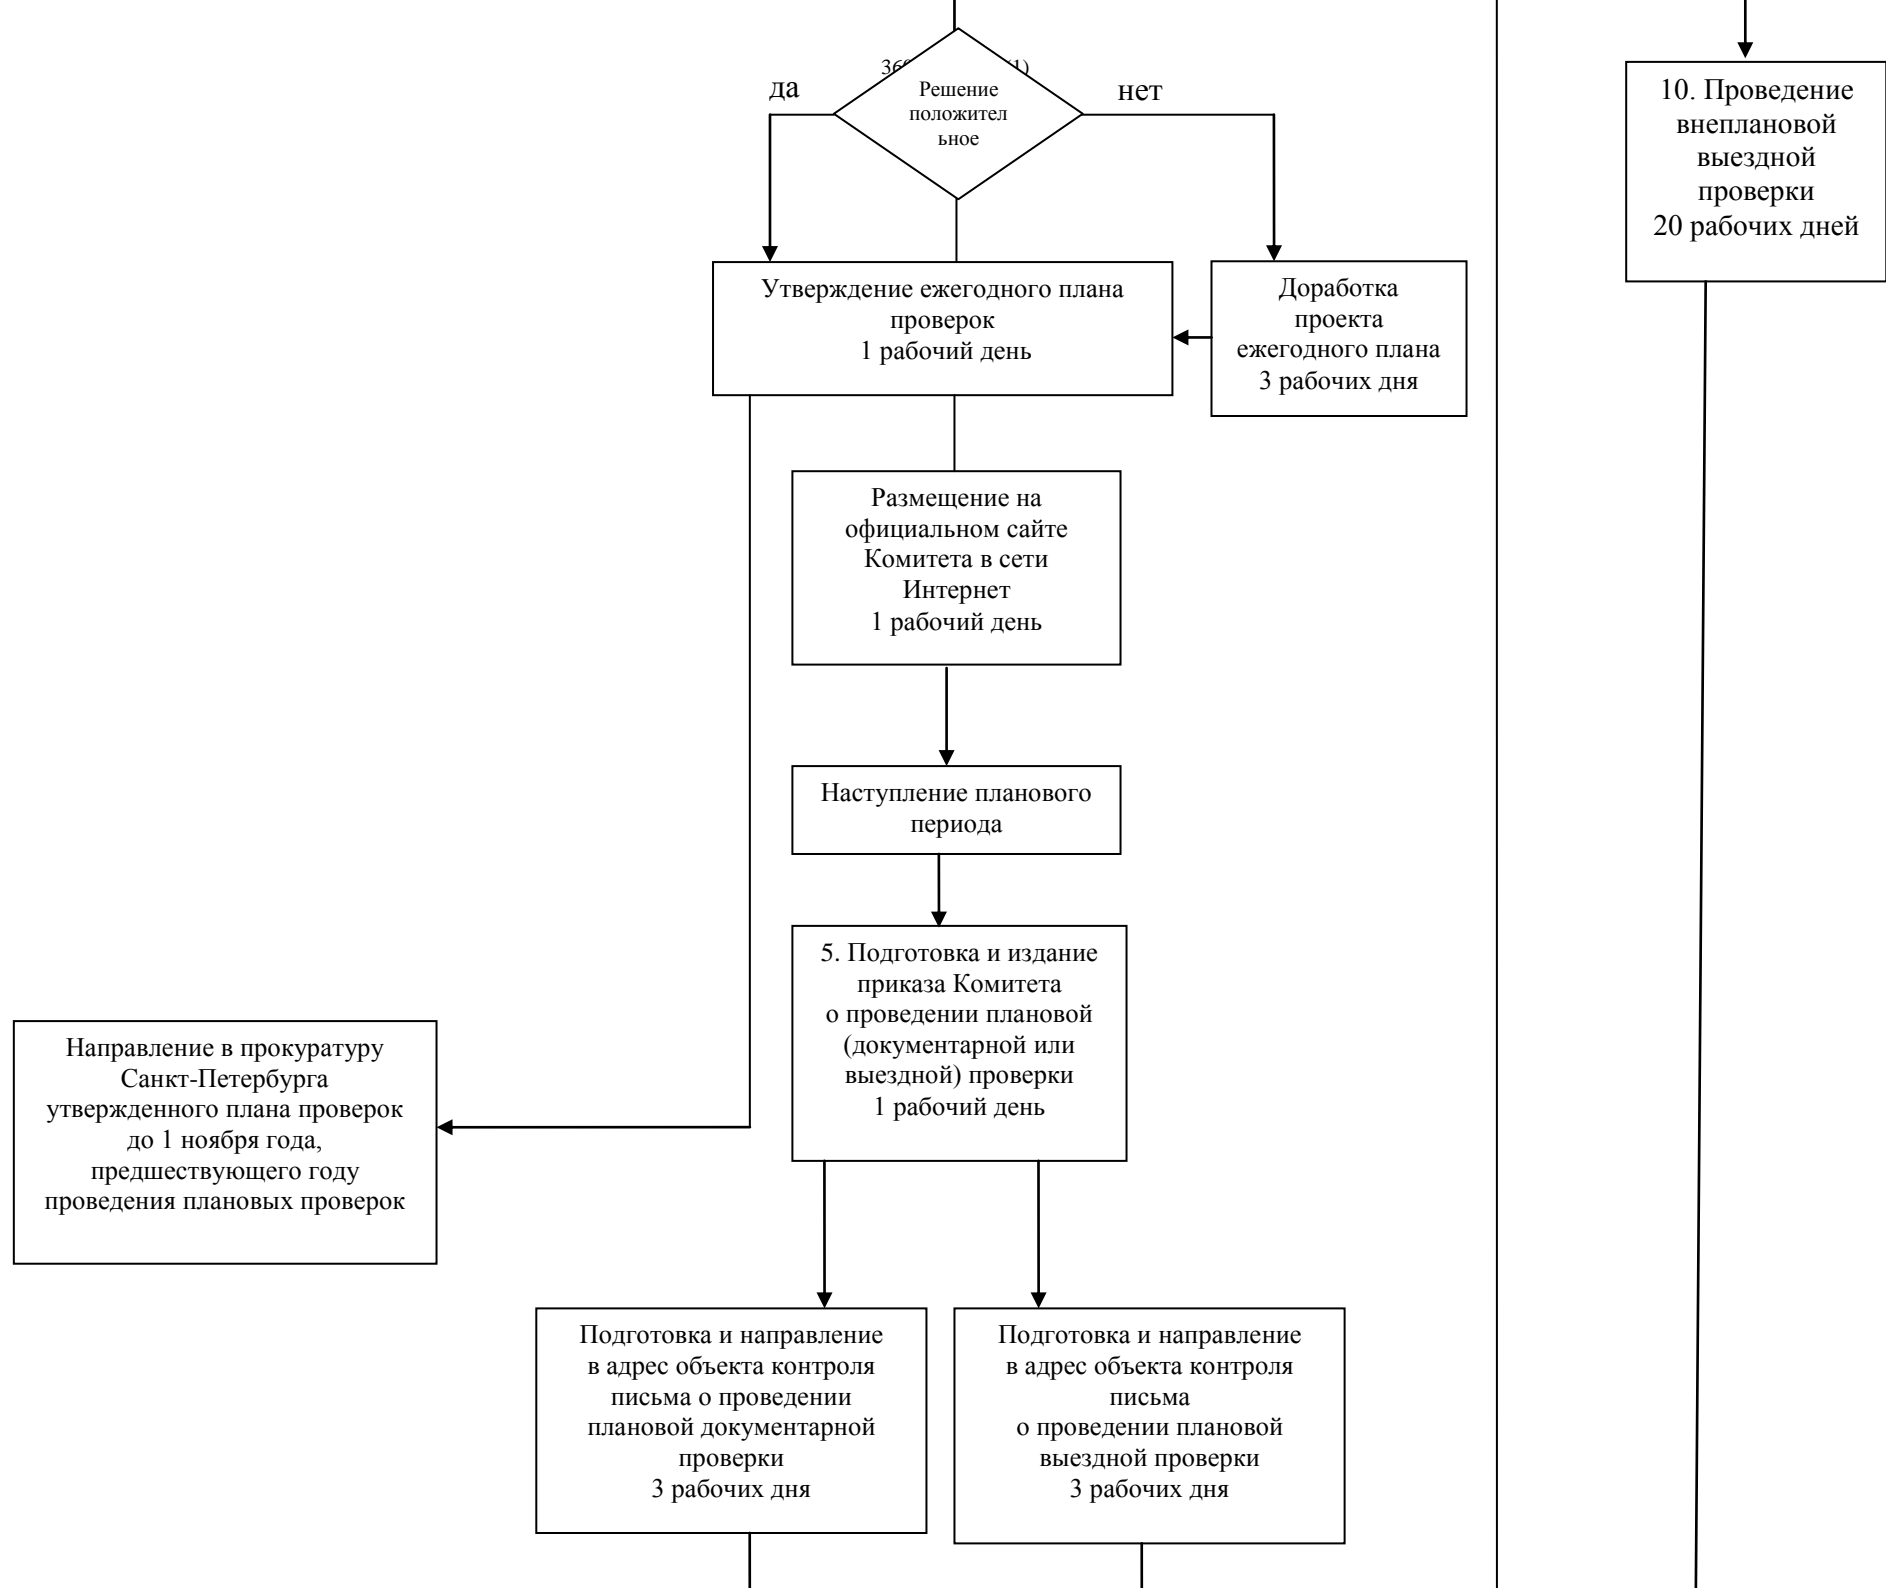 да
нет
Решение
положител
ьное
10. Проведение
внеплановой
выездной
проверки
20 рабочих дней
Утверждение ежегодного плана
проверок
1 рабочий день
Доработка
проекта
ежегодного плана
3 рабочих дня
Размещение на
официальном сайте
Комитета в сети
Интернет
1 рабочий день
Наступление планового
периода
5. Подготовка и издание
приказа Комитета
о проведении плановой
(документарной или
выездной) проверки
1 рабочий день
Направление в прокуратуру
Санкт-Петербурга
утвержденного плана проверок
до 1 ноября года,
предшествующего году
проведения плановых проверок
Подготовка и направление
в адрес объекта контроля
письма о проведении
плановой документарной
проверки
3 рабочих дня
Подготовка и направление
в адрес объекта контроля
письма
о проведении плановой
выездной проверки
3 рабочих дня